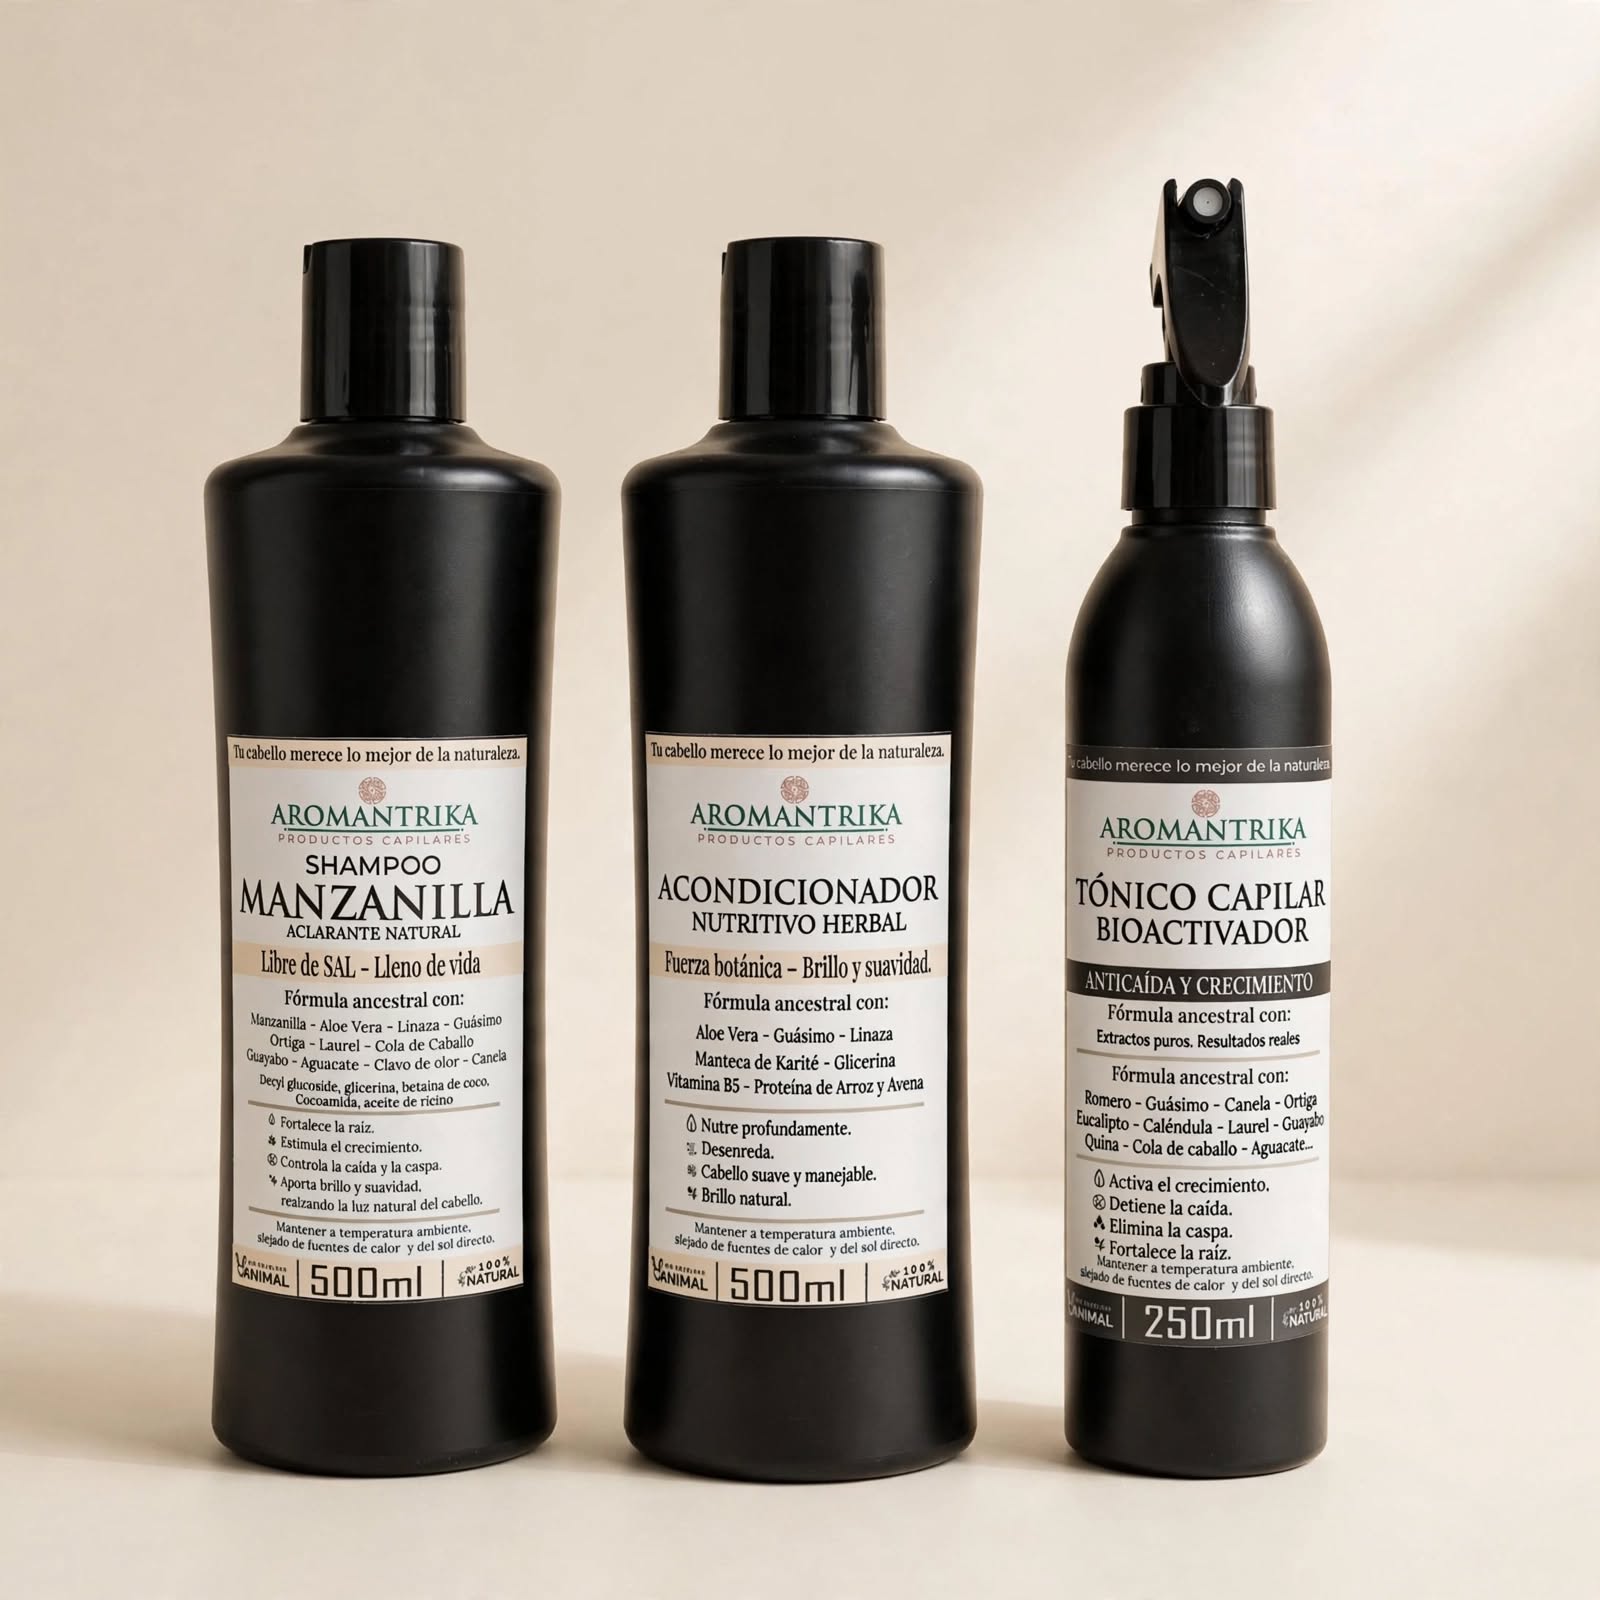 Tu cabello merece lo mejor de la naturaleza.
AROMANTRIKA
PRODUCTOS CAPILARES
SHAMPOO
MANZANILLA
ACLARANTE NATURAL
Libre de SAL - Lleno de vida
Fórmula ancestral con:
Manzanilla - Aloe Vera - Linaza - Guásimo
Ortiga - Laurel - Cola de Caballo
Guayabo - Aguacate - Clavo de olor - Canela
Decyl glucoside, glicerina, betaina de coco,
Cocoamida, aceite de ricino
Fortalece la raíz.
Estimula el crecimiento.
Controla la caída y la caspa.
Aporta brillo y suavidad,
realzando la luz natural del cabello.
Mantener a temperatura ambiente,
slejado de fuentes de calor y del sol directo.
ANIMAL
500ml
100%
NATURAL
Tu cabello merece lo mejor de la naturaleza.
AROMANTRIKA
PRODUCTOS CAPILARES
ACONDICIONADOR
NUTRITIVO HERBAL
Fuerza botánica – Brillo y suavidad.
Fórmula ancestral con:
Aloe Vera - Guásimo - Linaza
Manteca de Karité - Glicerina
Vitamina B5 - Proteína de Arroz y Avena
Nutre profundamente.
Desenreda.
Cabello suave y manejable.
Brillo natural.
Mantener a temperatura ambiente,
slejado de fuentes de calor y del sol directo.
ANIMAL
500ml
100%
NATURAL
Tu cabello merece lo mejor de la naturaleza.
AROMANTRIKA
PRODUCTOS CAPILARES
TÓNICO CAPILAR
BIOACTIVADOR
ANTICAÍDA Y CRECIMIENTO
Fórmula ancestral con:
Extractos puros. Resultados reales
Fórmula ancestral con:
Romero - Guásimo - Canela - Ortiga
Eucalipto - Caléndula - Laurel - Guayabo
Quina - Cola de caballo - Aguacate...
Activa el crecimiento.
Detiene la caída.
Elimina la caspa.
Fortalece la raíz.
Mantener a temperatura ambiente,
slejado de fuentes de calor y del sol directo.
ANIMAL
250ml
100%
NATURAL